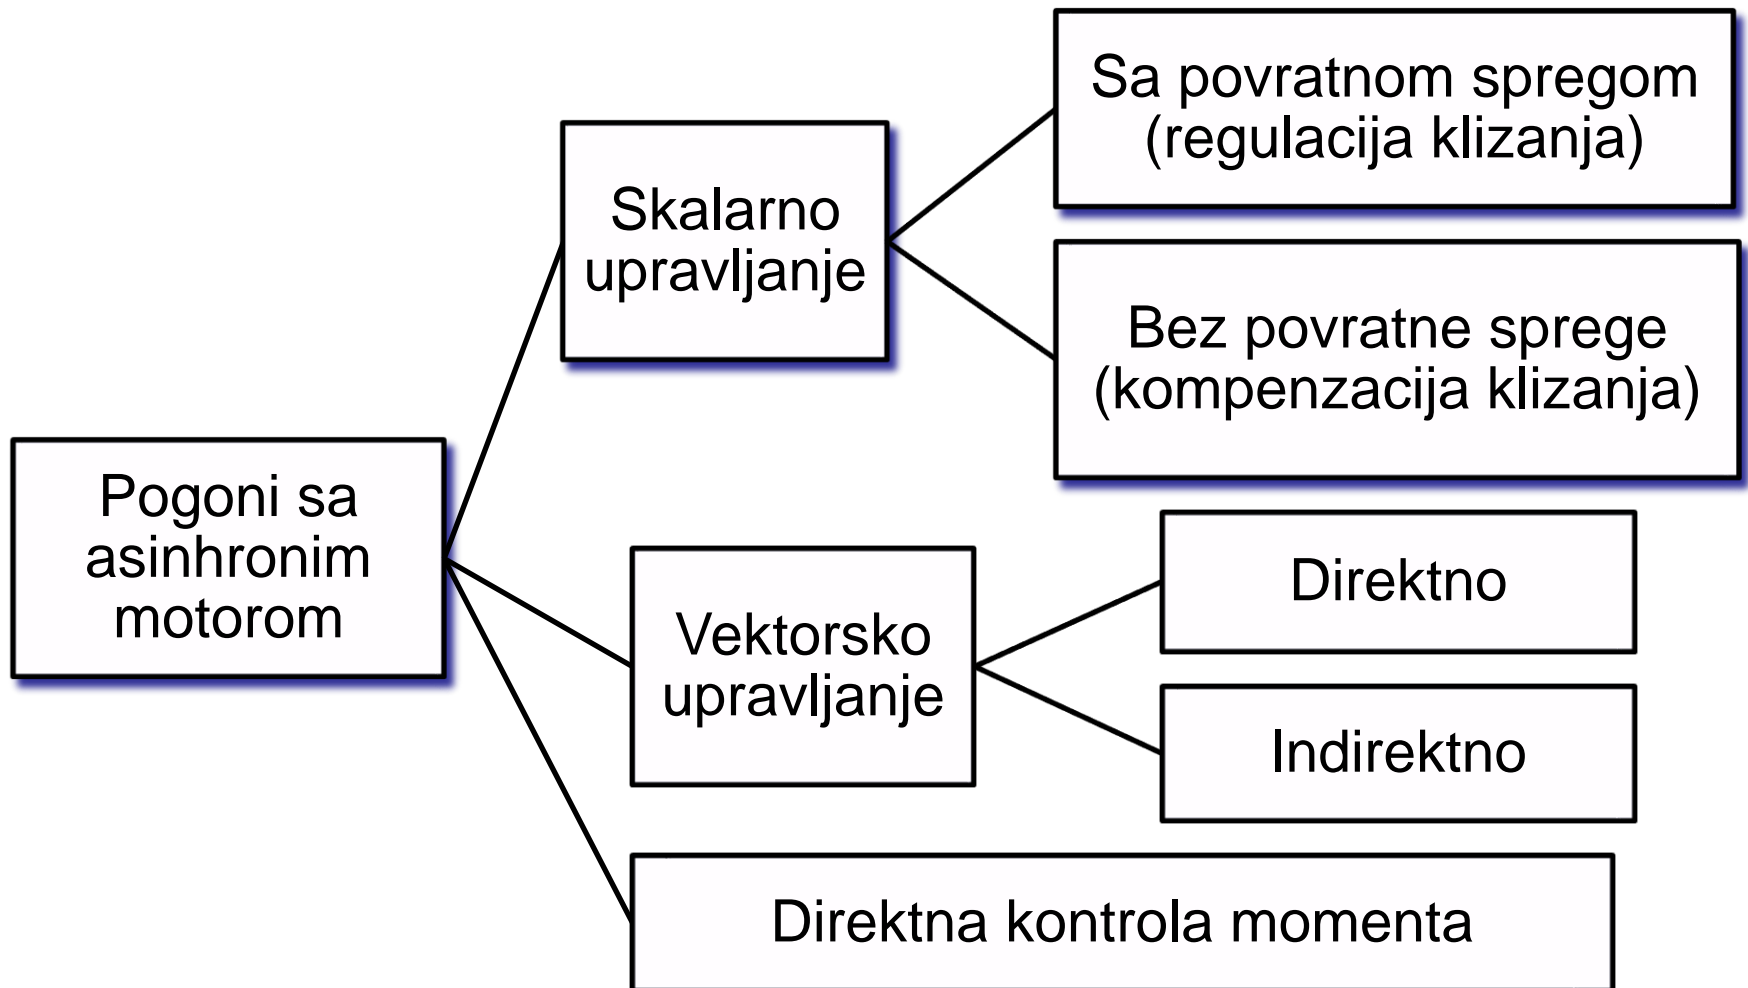 Sa povratnom spregom
(regulacija klizanja)
Skalarno
upravljanje
Bez povratne sprege
(kompenzacija klizanja)
Pogoni sa
asinhronim
motorom
Direktno
Vektorsko
upravljanje
Indirektno
Direktna kontrola momenta